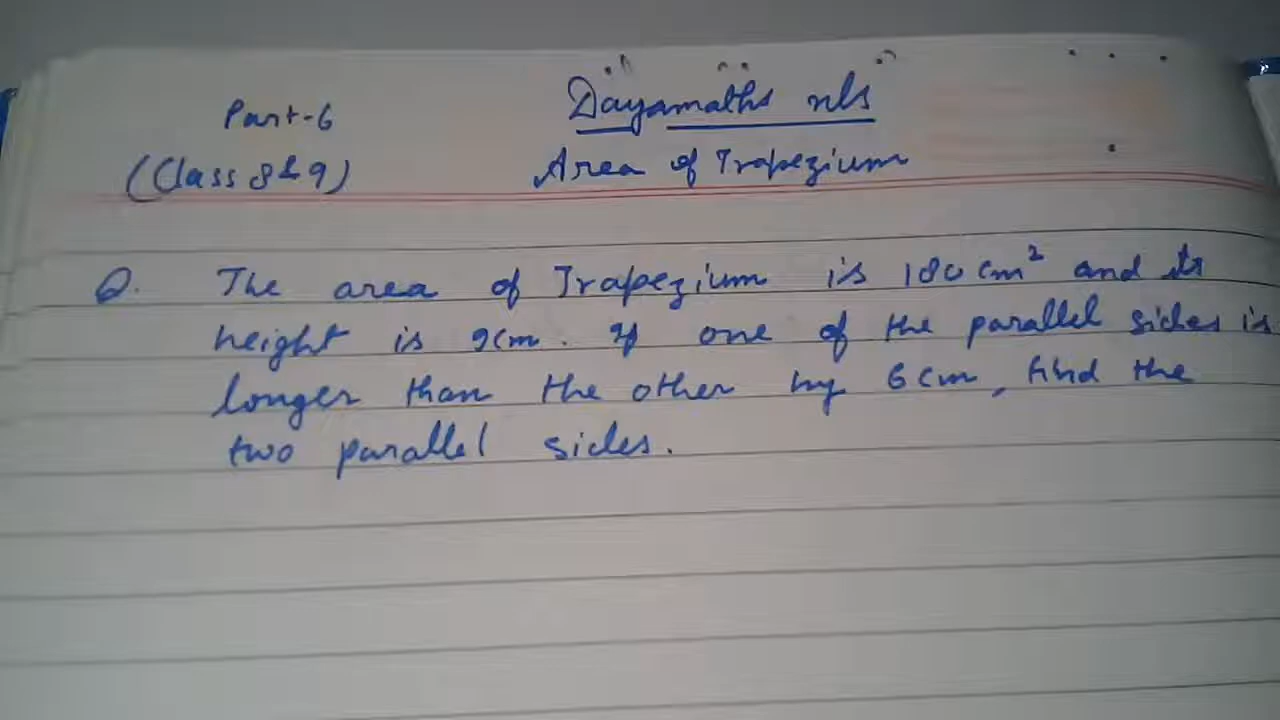 Part-6
Dayamaths nls
(Class 8 & 9)
Area of Trapezium
Q. The area of Trapezium is 180 cm² and its
height is 9cm. If one of the parallel sides is
longer than the other by 6cm, find the
two parallel sides.